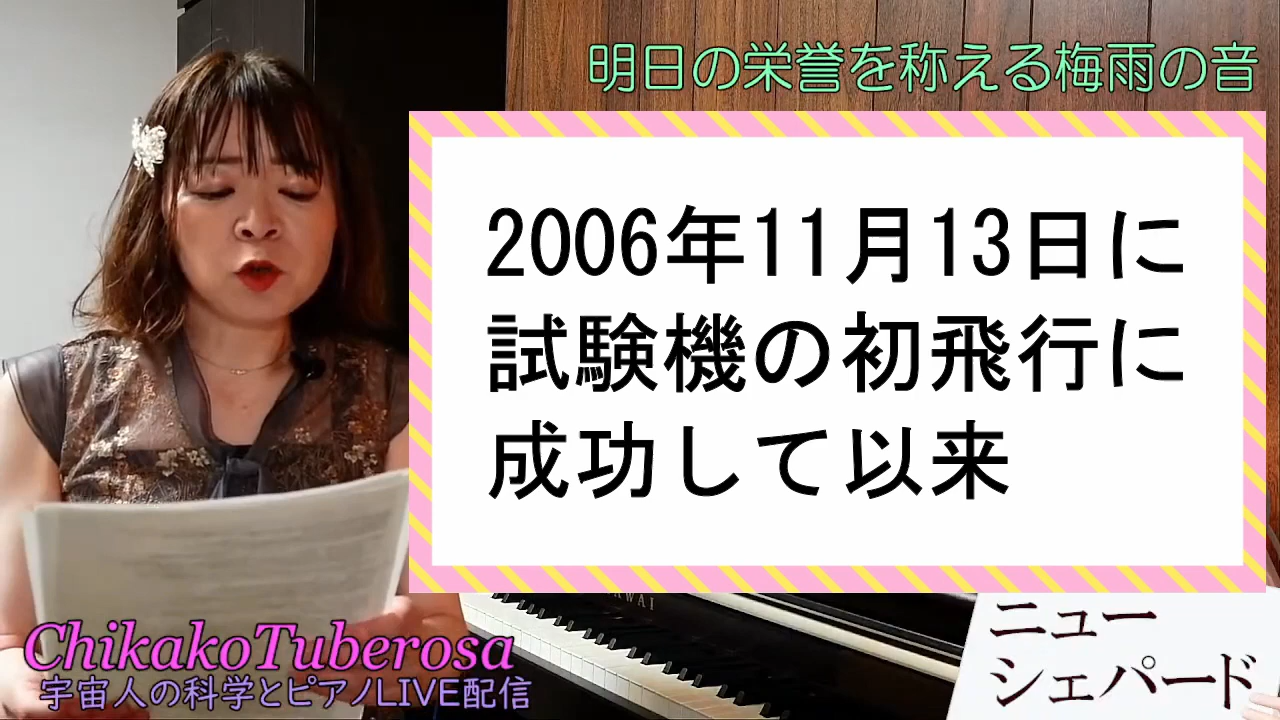 明日の栄誉を称える梅雨の音
2006年11月13日に
試験機の初飛行に
成功して以来
ニュー
シェパード
ChikakoTuberosa
宇宙人の科学とピアノLIVE配信